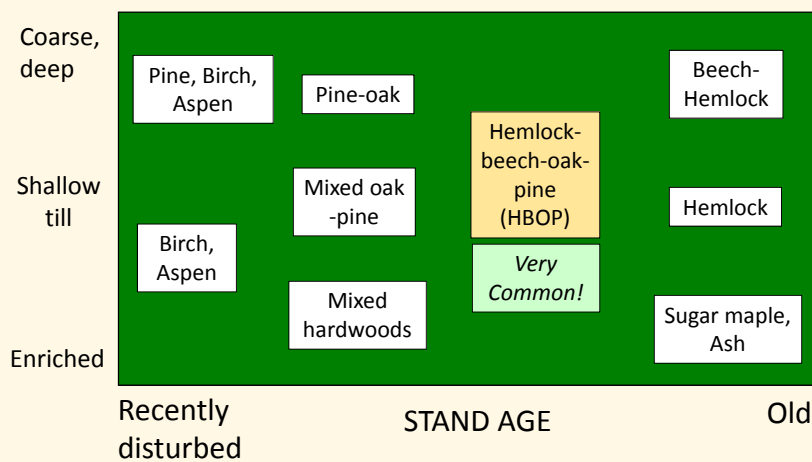 Coarse,
deep
Pine, Birch,
Aspen
Pine-oak
Beech-
Hemlock
Hemlock-
beech-oak-
pine
(HBOP)
Shallow
till
Mixed oak
-pine
Hemlock
Birch,
Aspen
Very
Common!
Mixed
hardwoods
Sugar maple,
Ash
Enriched
Recently
disturbed
STAND AGE
Old